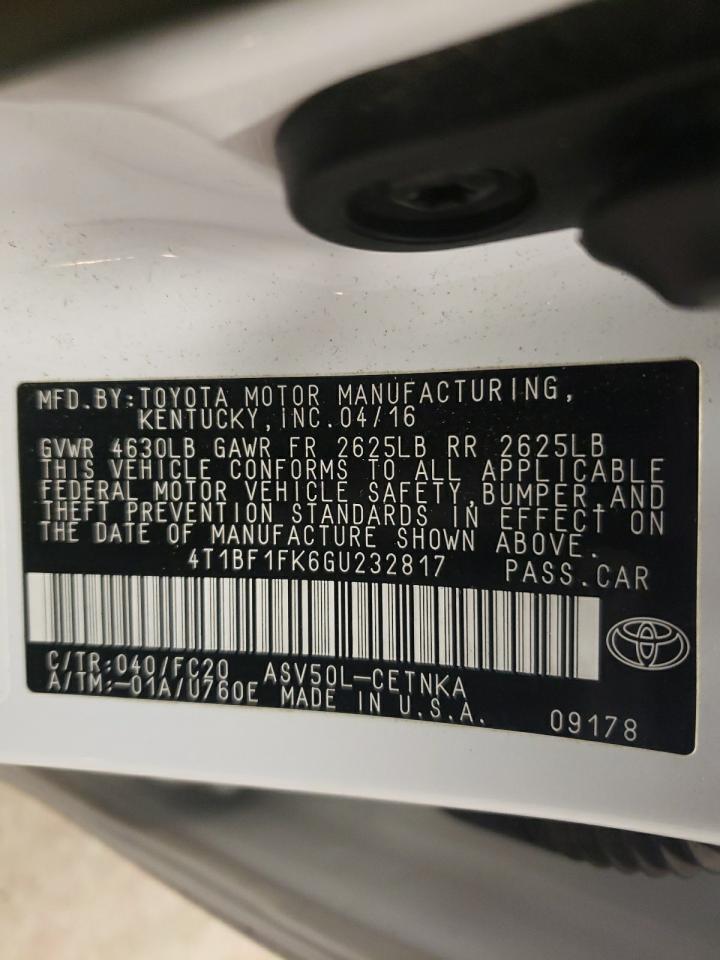 MFD.BY:TOYOTA MOTOR MANUFACTURING,
KENTUCKY,INC.04/16
GVWR 4630LB GAWR FR 2625LB RR 2625LB
THIS VEHICLE CONFORMS TO ALL APPLICABLE
FEDERAL MOTOR VEHICLE SAFETY,BUMPER,AND
THEFT PREVENTION STANDARDS IN EFFECT ON
THE DATE OF MANUFACTURE SHOWN ABOVE.
4T1BF1FK6GU232817 PASS.CAR
C/TR:040/FC20 ASV50L-CETNKA
A/TM:-01A/U760E MADE IN U.S.A. 09178